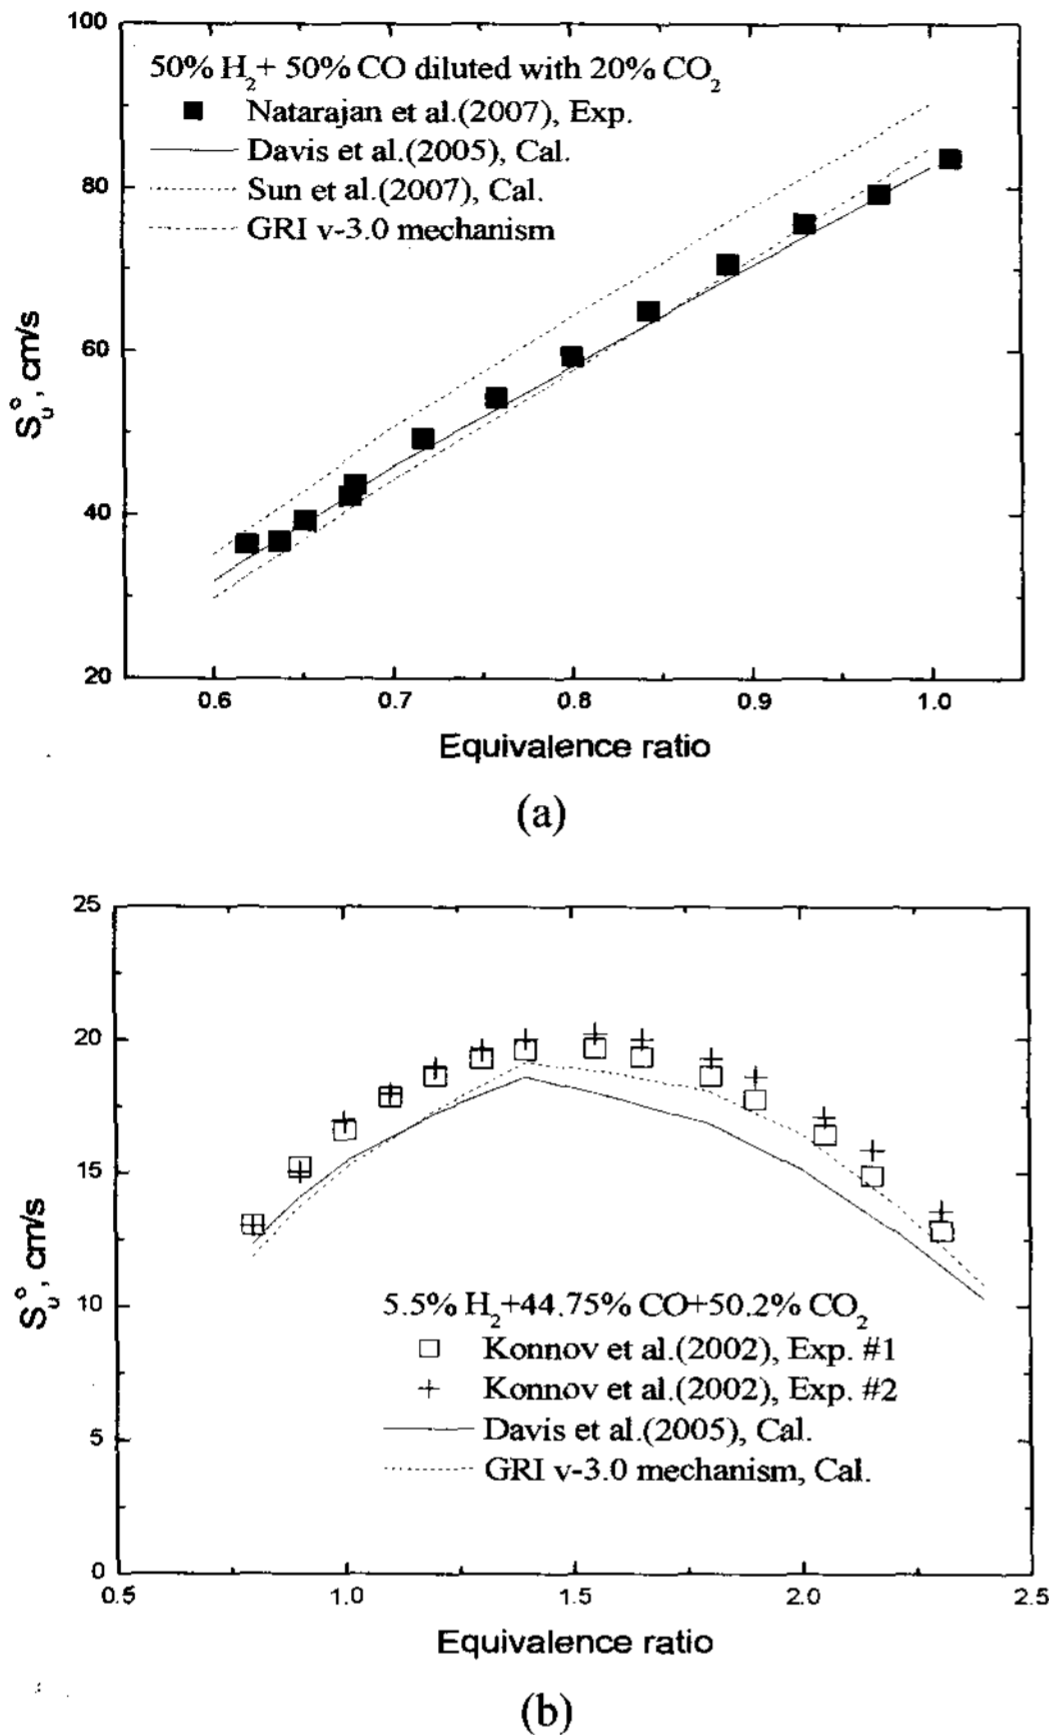 100
80
60
40
20
S_u^o, cm/s
50% H2+ 50% CO diluted with 20% CO2
Natarajan et al.(2007), Exp.
Davis et al.(2005), Cal.
Sun et al.(2007), Cal.
GRI v-3.0 mechanism
0.6 0.7 0.8 0.9 1.0
Equivalence ratio
(a)
25
20
15
10
5
0
S_u^o, cm/s
5.5% H2+44.75% CO+50.2% CO2
Konnov et al.(2002), Exp. #1
Konnov et al.(2002), Exp. #2
Davis et al.(2005), Cal.
GRI v-3.0 mechanism, Cal.
0.5 1.0 1.5 2.0 2.5
Equivalence ratio
(b)